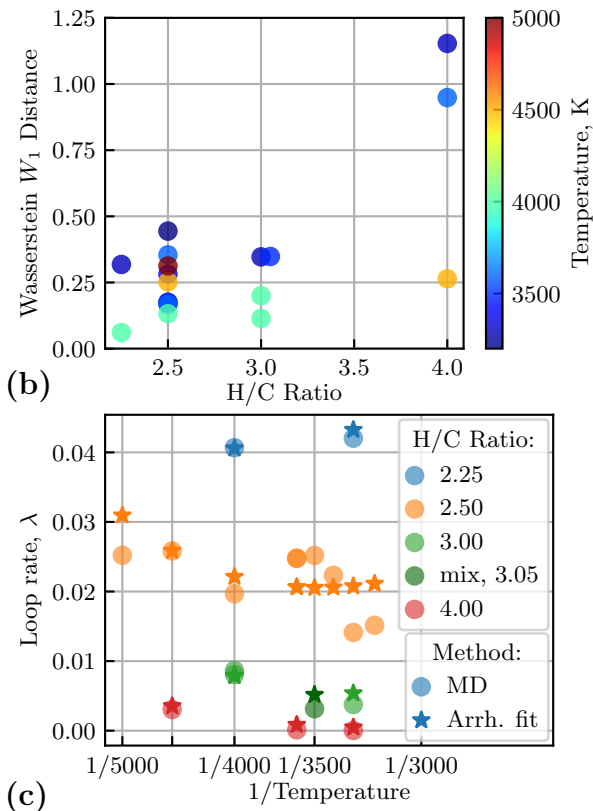 1.25
1.00
0.75
0.50
0.25
0.00
Wasserstein W₁ Distance
2.5 3.0 3.5 4.0
H/C Ratio
5000
4500
4000
3500
Temperature, K
(b)
0.04
0.03
0.02
0.01
0.00
Loop rate, λ
H/C Ratio:
2.25
2.50
3.00
mix, 3.05
4.00
Method:
MD
Arrh. fit
1/5000 1/4000 1/3500 1/3000
1/Temperature
(c)